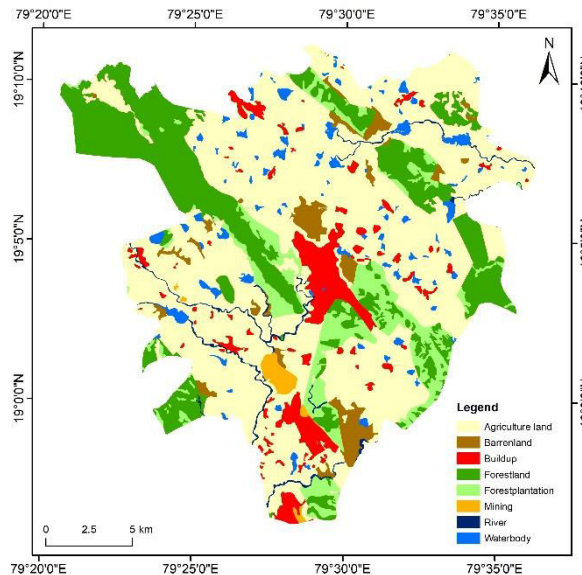 79°20'0"E 79°25'0"E 79°30'0"E 79°35'0"E
N
19°10'0"N
19°5'0"N
19°0'0"N
Legend
Agriculture land
Barrenland
Buildup
Forestland
Forestplantation
Mining
River
Waterbody
0 2.5 5 km
79°20'0"E 79°25'0"E 79°30'0"E 79°35'0"E